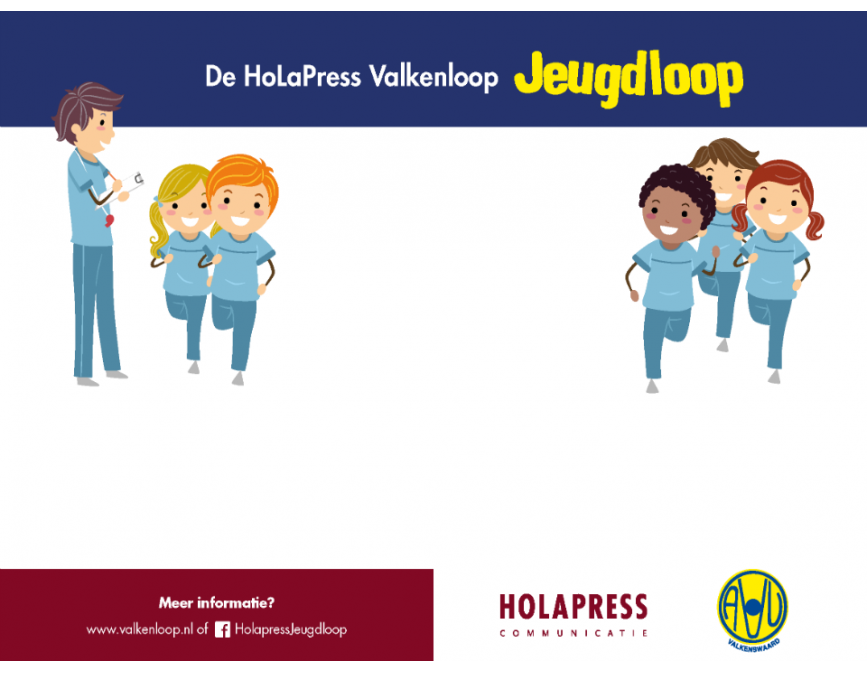 De HoLaPress Valkenloop Jeugdloop
Meer informatie?
www.valkenloop.nl of HolapressJeugdloop
HOLAPRESS
COMMUNICATIE
AVV
VALKENSWAARD